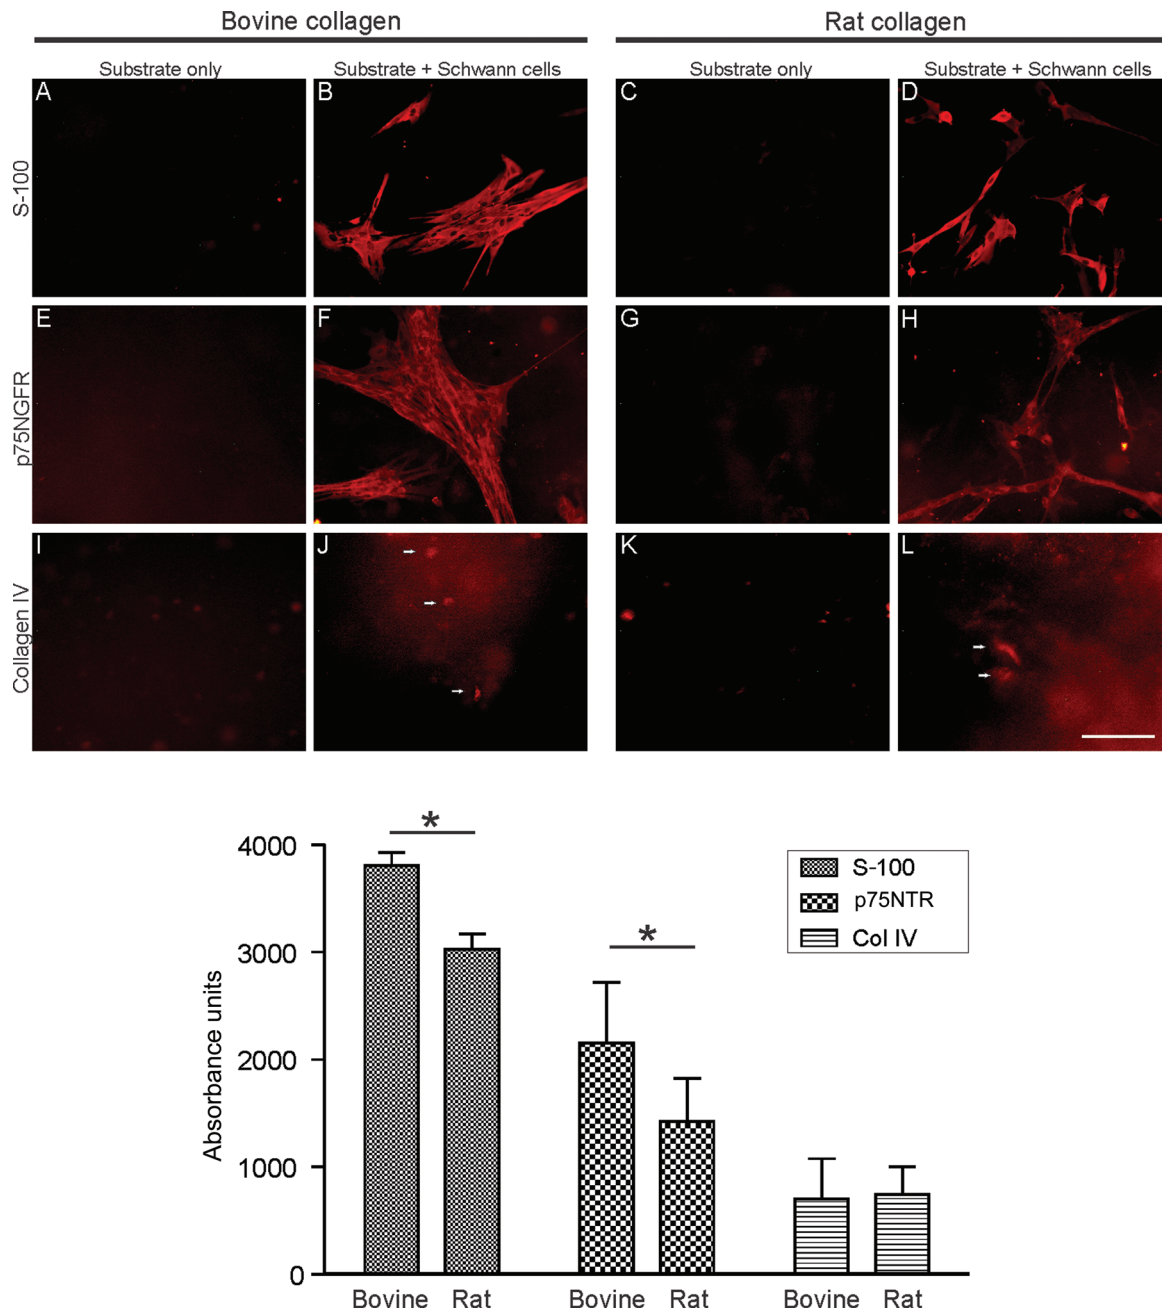 Bovine collagen Rat collagen
Substrate only Substrate + Schwann cells Substrate only Substrate + Schwann cells
S-100 A B C D
p75NGFR E F G H
Collagen IV I J K L
* *
4000
3000
2000
1000
0
Absorbance units
S-100
p75NTR
Col IV
Bovine Rat Bovine Rat Bovine Rat